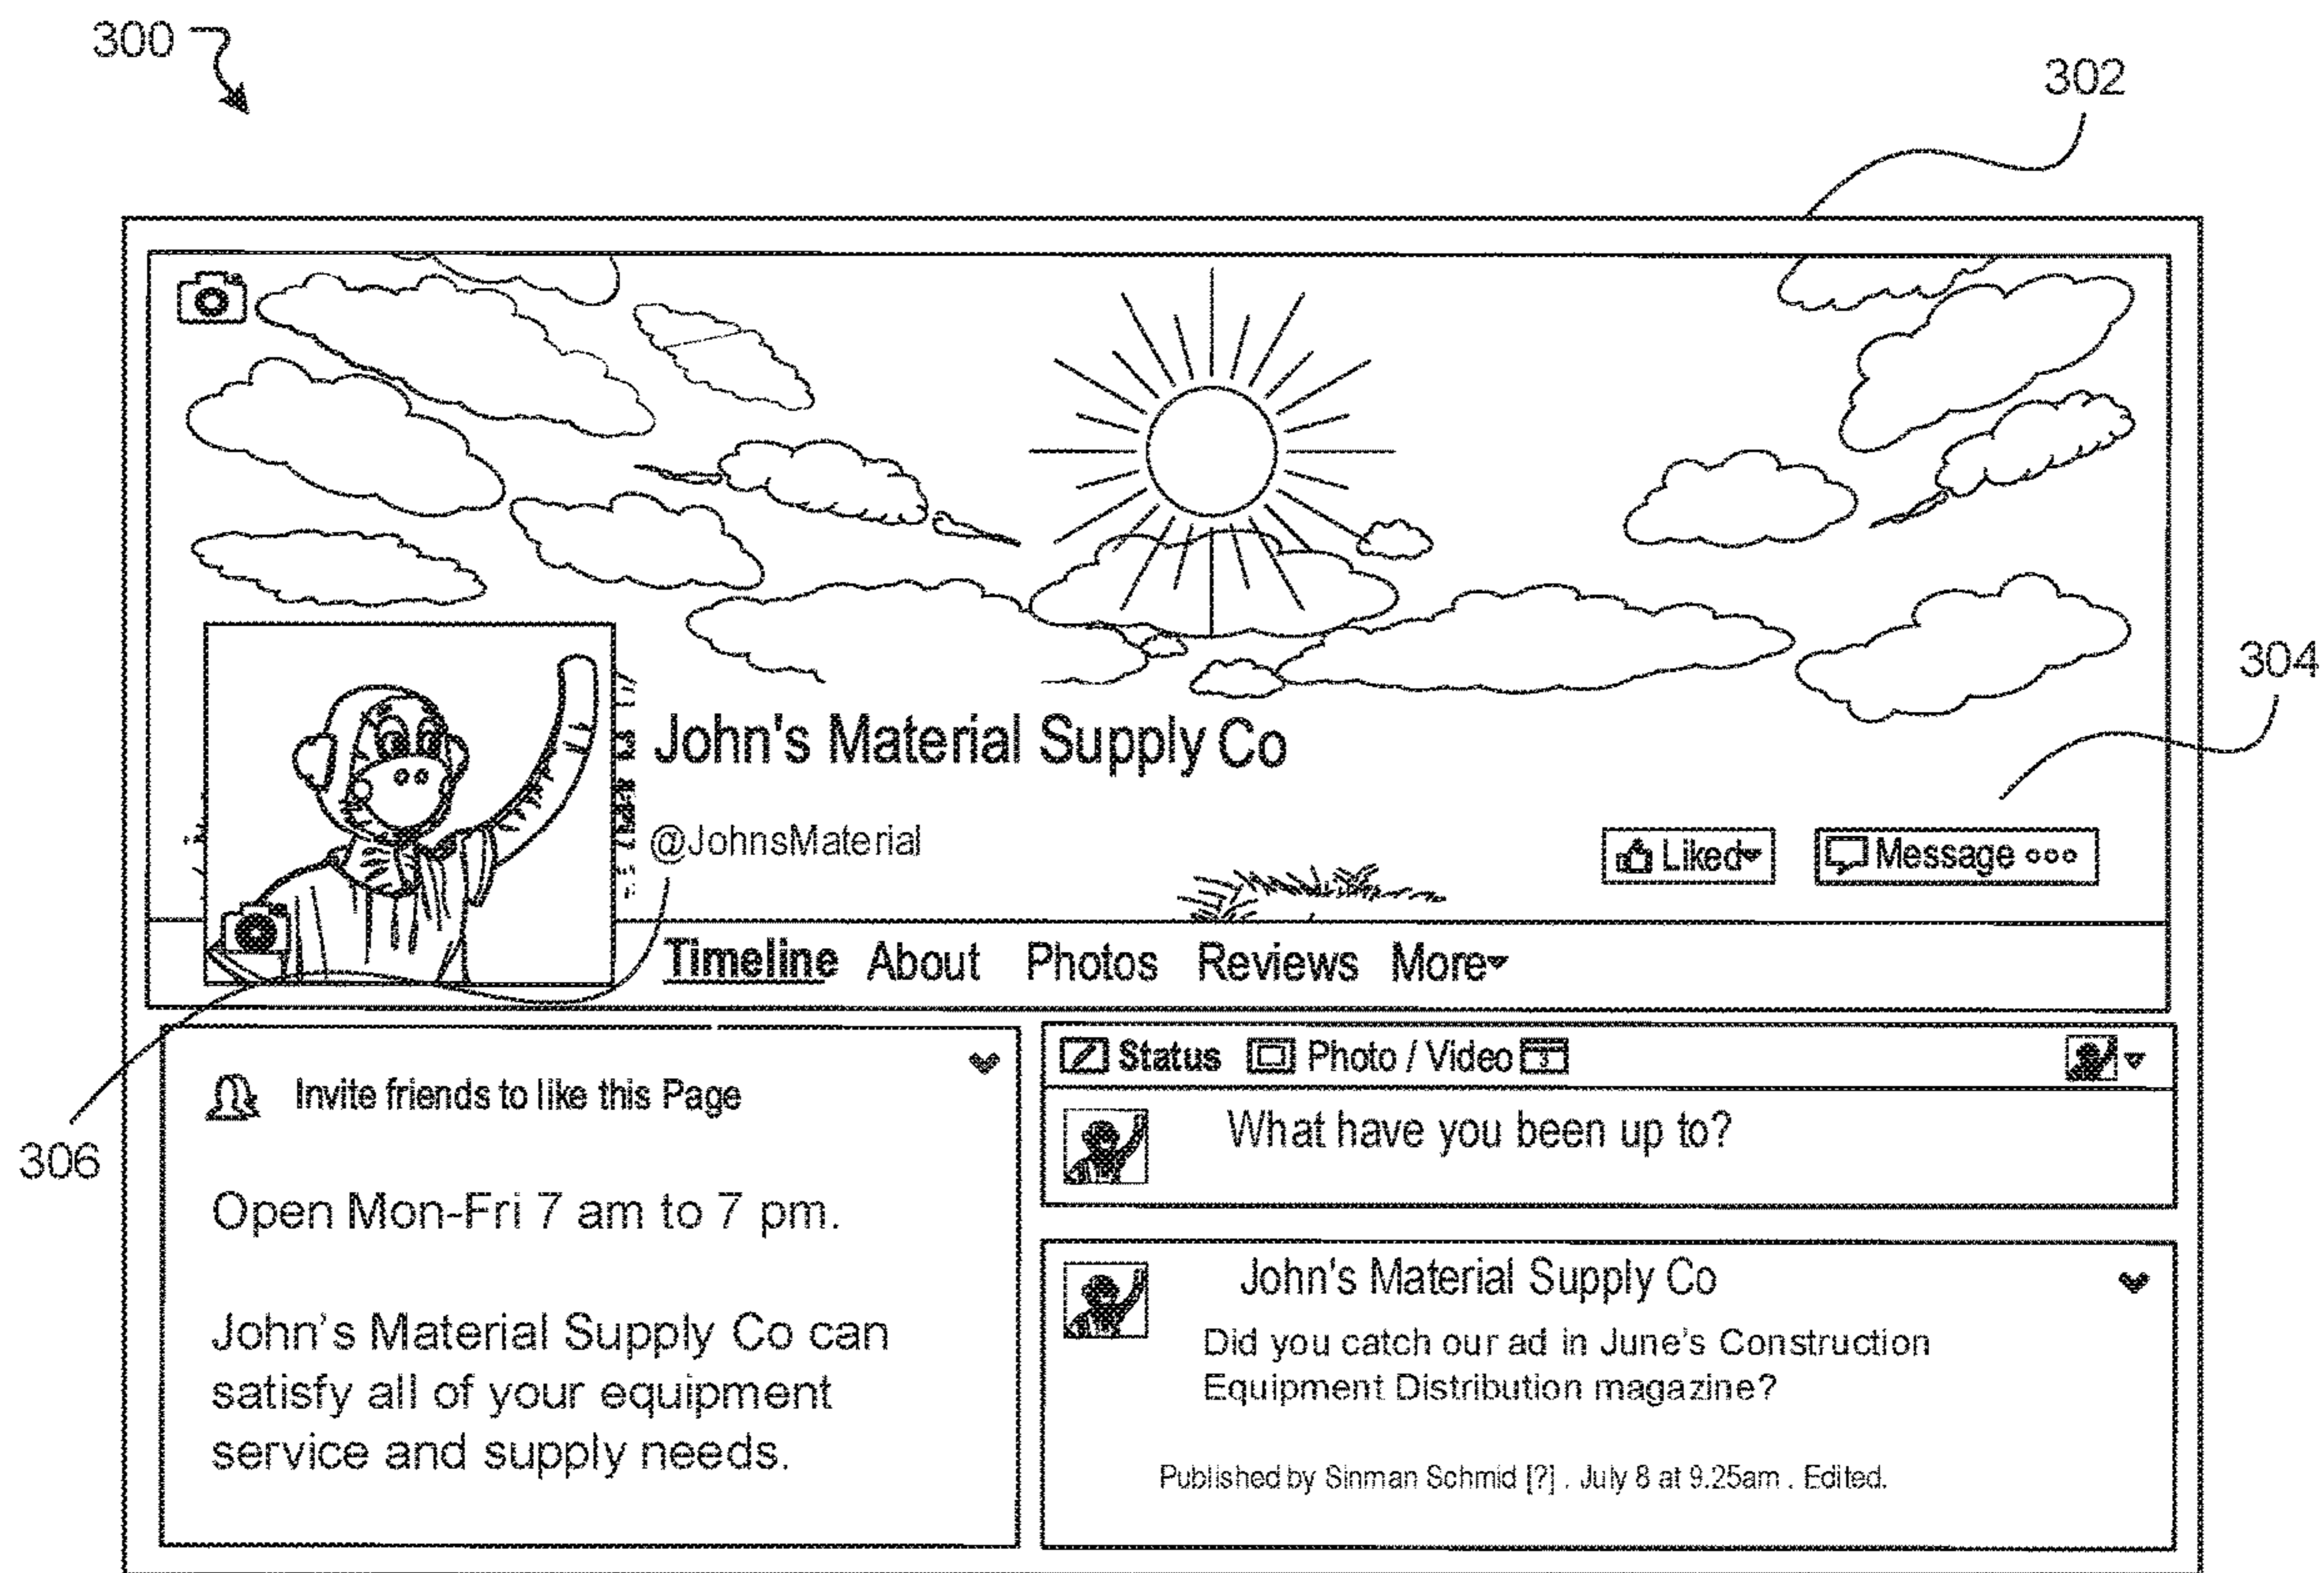 300
302
John's Material Supply Co
304
@JohnsMaterial
Liked
Message
Timeline About Photos Reviews More
306
Invite friends to like this Page
Open Mon-Fri 7 am to 7 pm.
John's Material Supply Co can
satisfy all of your equipment
service and supply needs.
Status Photo / Video 3
What have you been up to?
John's Material Supply Co
Did you catch our ad in June's Construction
Equipment Distribution magazine?
Published by Sinman Schmid [?] . July 8 at 9.25am . Edited.